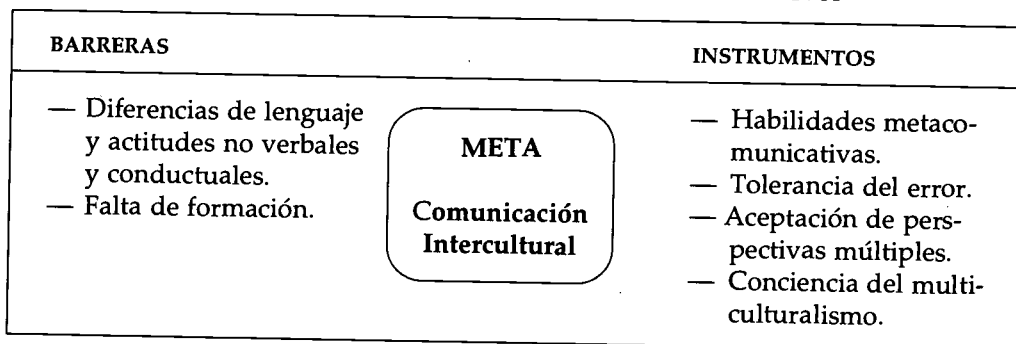 BARRERAS
INSTRUMENTOS
— Diferencias de lenguaje
y actitudes no verbales
y conductuales.
— Falta de formación.
META
Comunicación
Intercultural
— Habilidades metaco-
municativas.
— Tolerancia del error.
— Aceptación de pers-
pectivas múltiples.
— Conciencia del multi-
culturalismo.